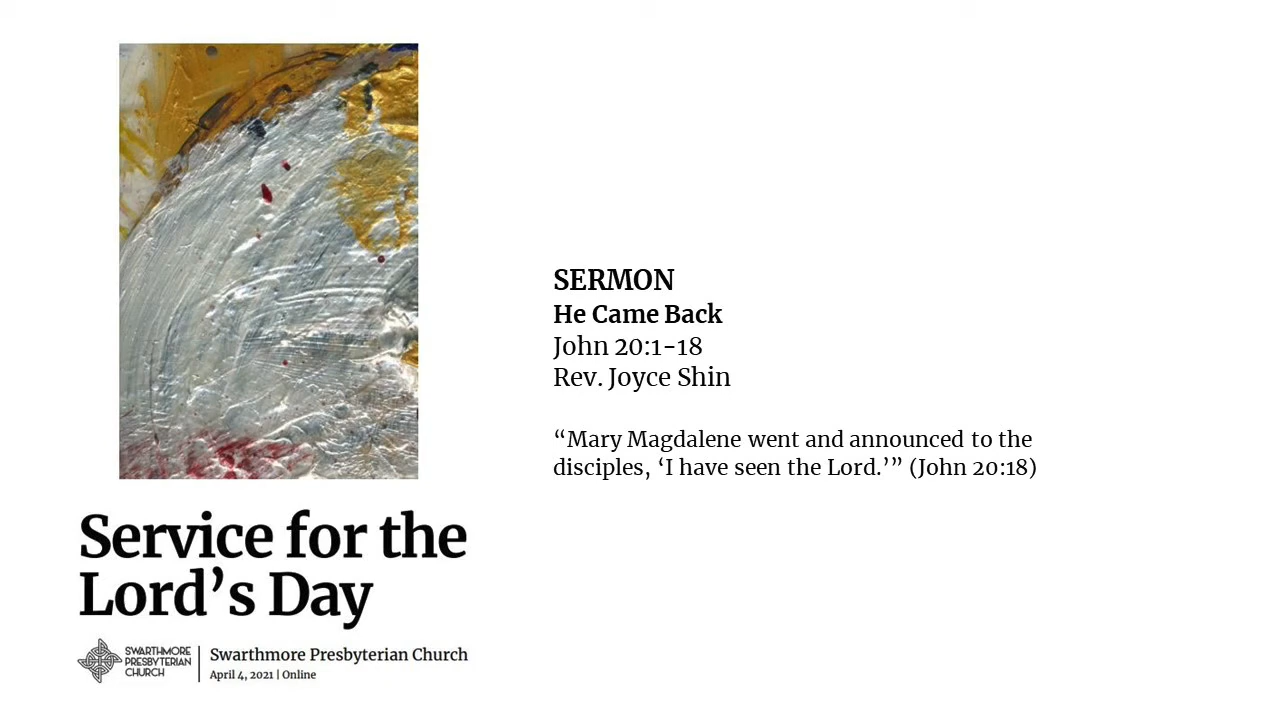 SERMON
He Came Back
John 20:1-18
Rev. Joyce Shin
“Mary Magdalene went and announced to the
disciples, ‘I have seen the Lord.’” (John 20:18)
Service for the
Lord’s Day
SWARTHMORE
PRESBYTERIAN
CHURCH
Swarthmore Presbyterian Church
April 4, 2021 | Online